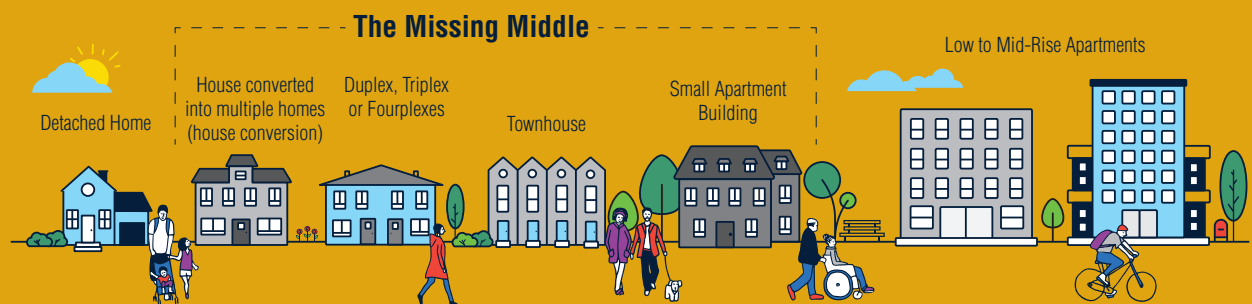 The Missing Middle
Detached Home
House converted
into multiple homes
(house conversion)
Duplex, Triplex
or Fourplexes
Townhouse
Small Apartment
Building
Low to Mid-Rise Apartments